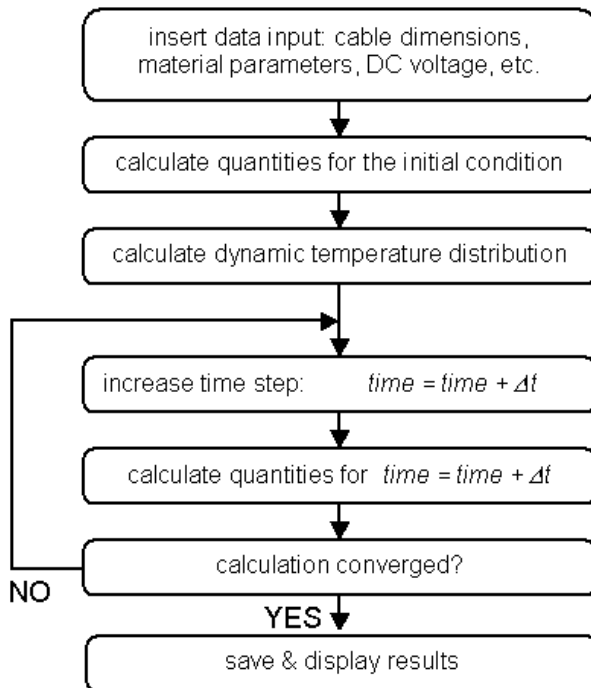 insert data input: cable dimensions,
material parameters, DC voltage, etc.
calculate quantities for the initial condition
calculate dynamic temperature distribution
increase time step: time = time + Δt
calculate quantities for time = time + Δt
calculation converged?
NO
YES
save & display results